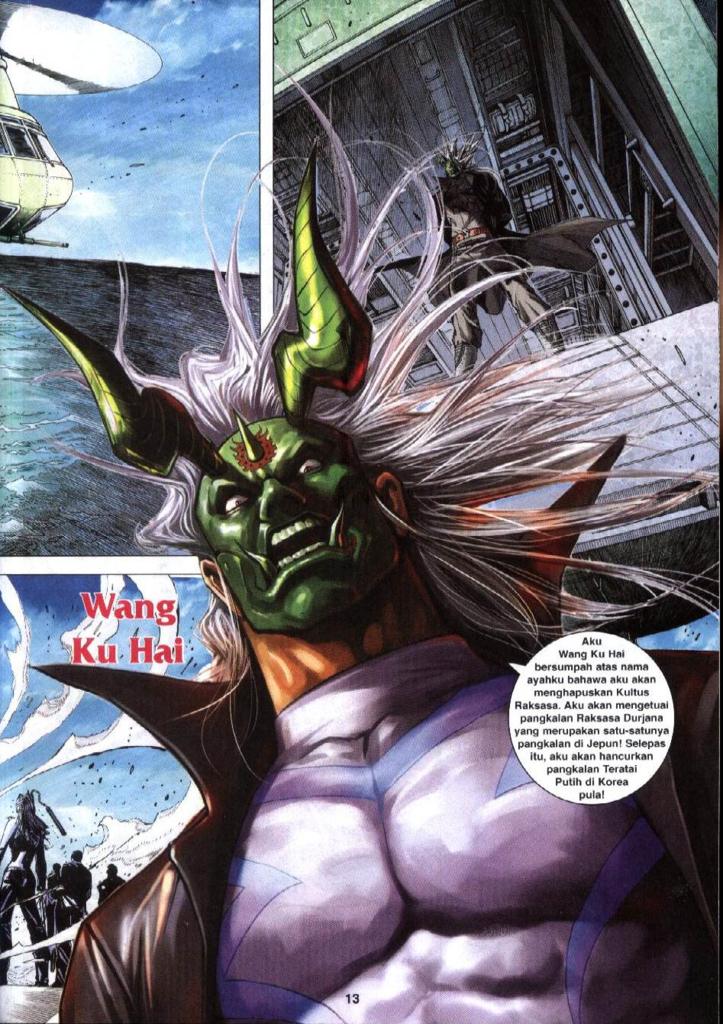 Wang
Ku Hai
Aku
Wang Ku Hai
bersumpah atas nama
ayahku bahawa aku akan
menghapuskan Kultus
Raksasa. Aku akan mengetuai
pangkalan Raksasa Durjana
yang merupakan satu-satunya
pangkalan di Jepun! Selepas
itu, aku akan hancurkan
pangkalan Teratai
Putih di Korea
pula!
13